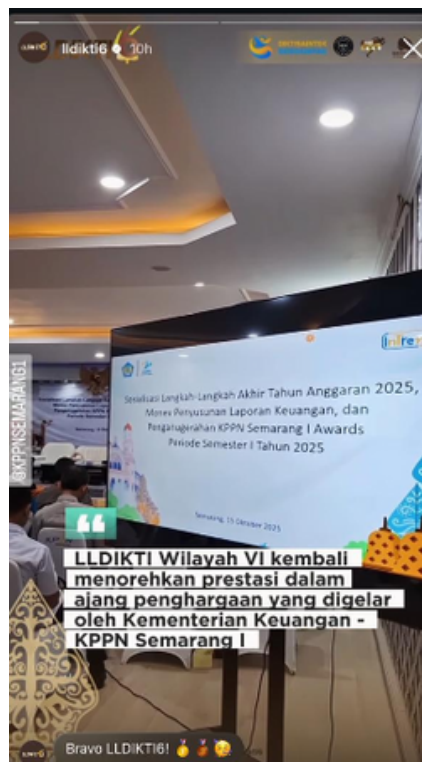 lldikti6 10h
@KPPNSEMARANG1
Sosialisasi Langkah-Langkah Akhir Tahun Anggaran 2025,
Monev Penyusunan Laporan Keuangan, dan
Penganugerahan KPPN Semarang I Awards
Periode Semester I Tahun 2025
Semarang, 15 Oktober 2025
LLDIKTI Wilayah VI kembali
menorehkan prestasi dalam
ajang penghargaan yang digelar
oleh Kementerian Keuangan -
KPPN Semarang I
Bravo LLDIKTI6!